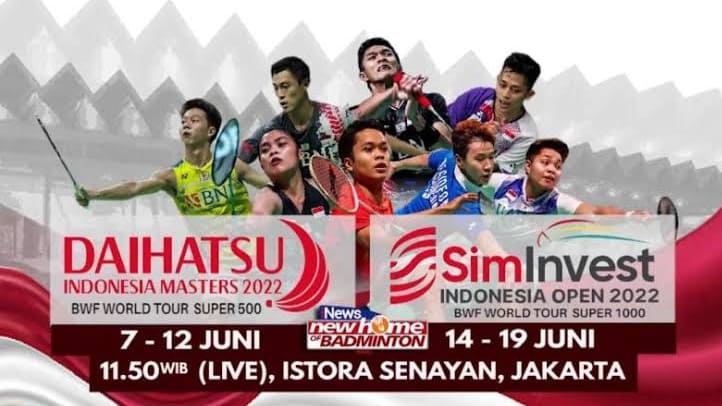 DAIHATSU
INDONESIA MASTERS 2022
BWF WORLD TOUR SUPER 500
SimInvest
INDONESIA OPEN 2022
BWF WORLD TOUR SUPER 1000
7 - 12 JUNI
News
new home
OF BADMINTON
14 - 19 JUNI
11.50WIB (LIVE), ISTORA SENAYAN, JAKARTA